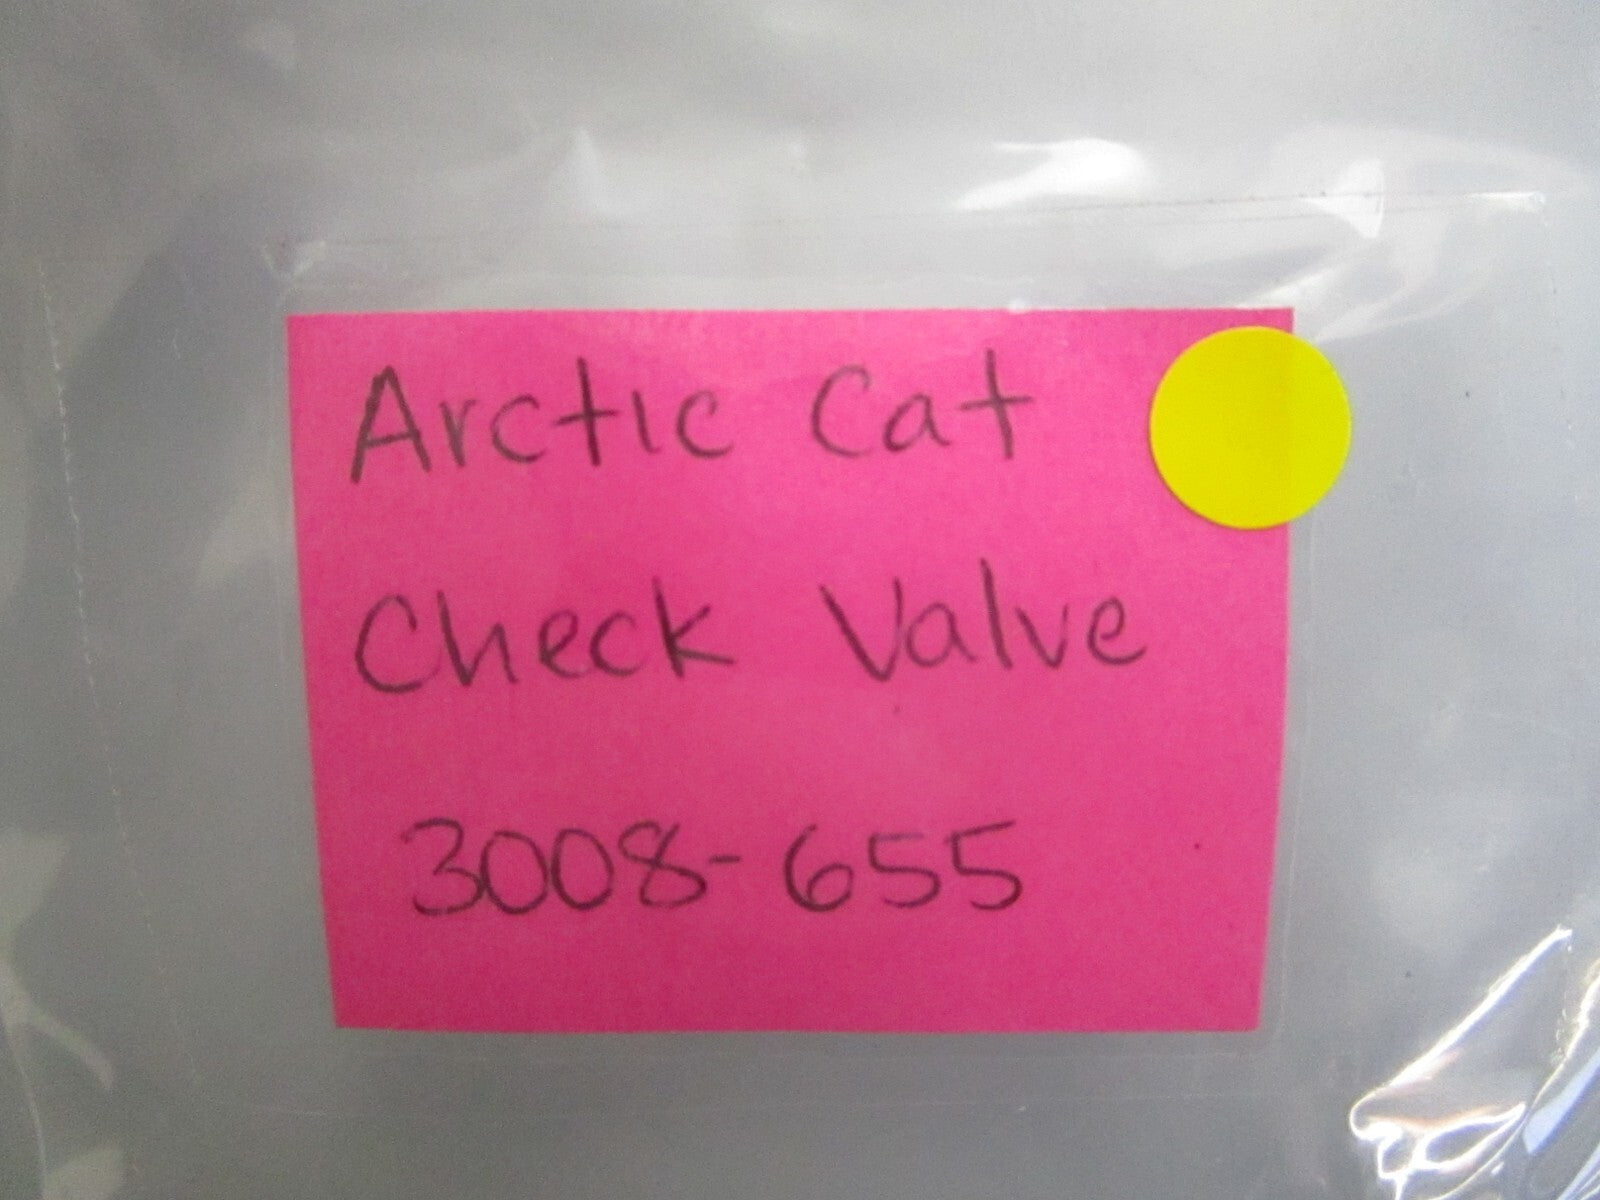 Arctic Cat
Check Valve
3008-655